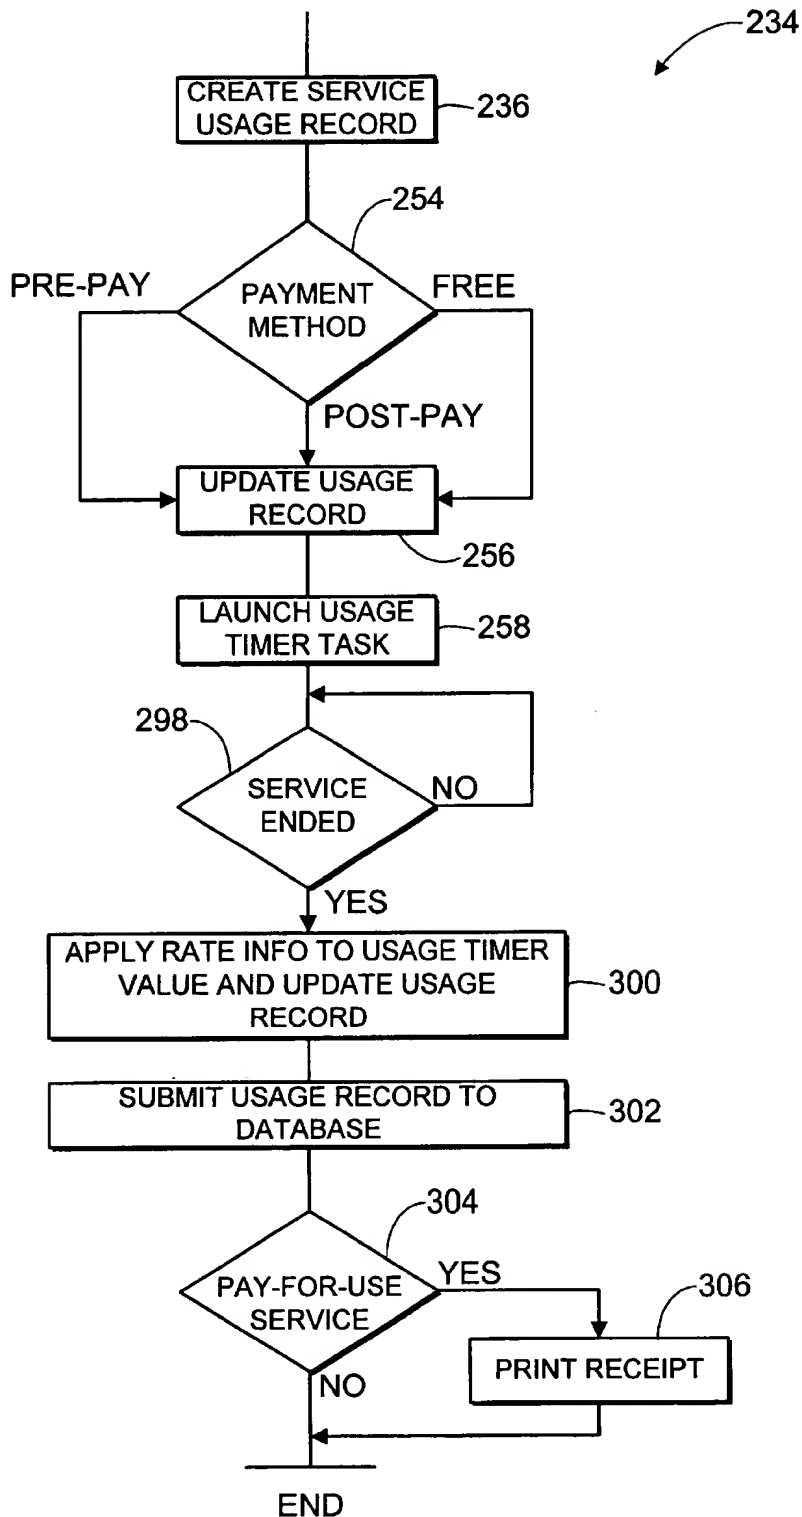 234
CREATE SERVICE
USAGE RECORD
236
254
PRE-PAY
PAYMENT
METHOD
FREE
POST-PAY
UPDATE USAGE
RECORD
256
LAUNCH USAGE
TIMER TASK
258
298
SERVICE
ENDED
NO
YES
APPLY RATE INFO TO USAGE TIMER
VALUE AND UPDATE USAGE
RECORD
300
SUBMIT USAGE RECORD TO
DATABASE
302
304
PAY-FOR-USE
SERVICE
YES
306
PRINT RECEIPT
NO
END